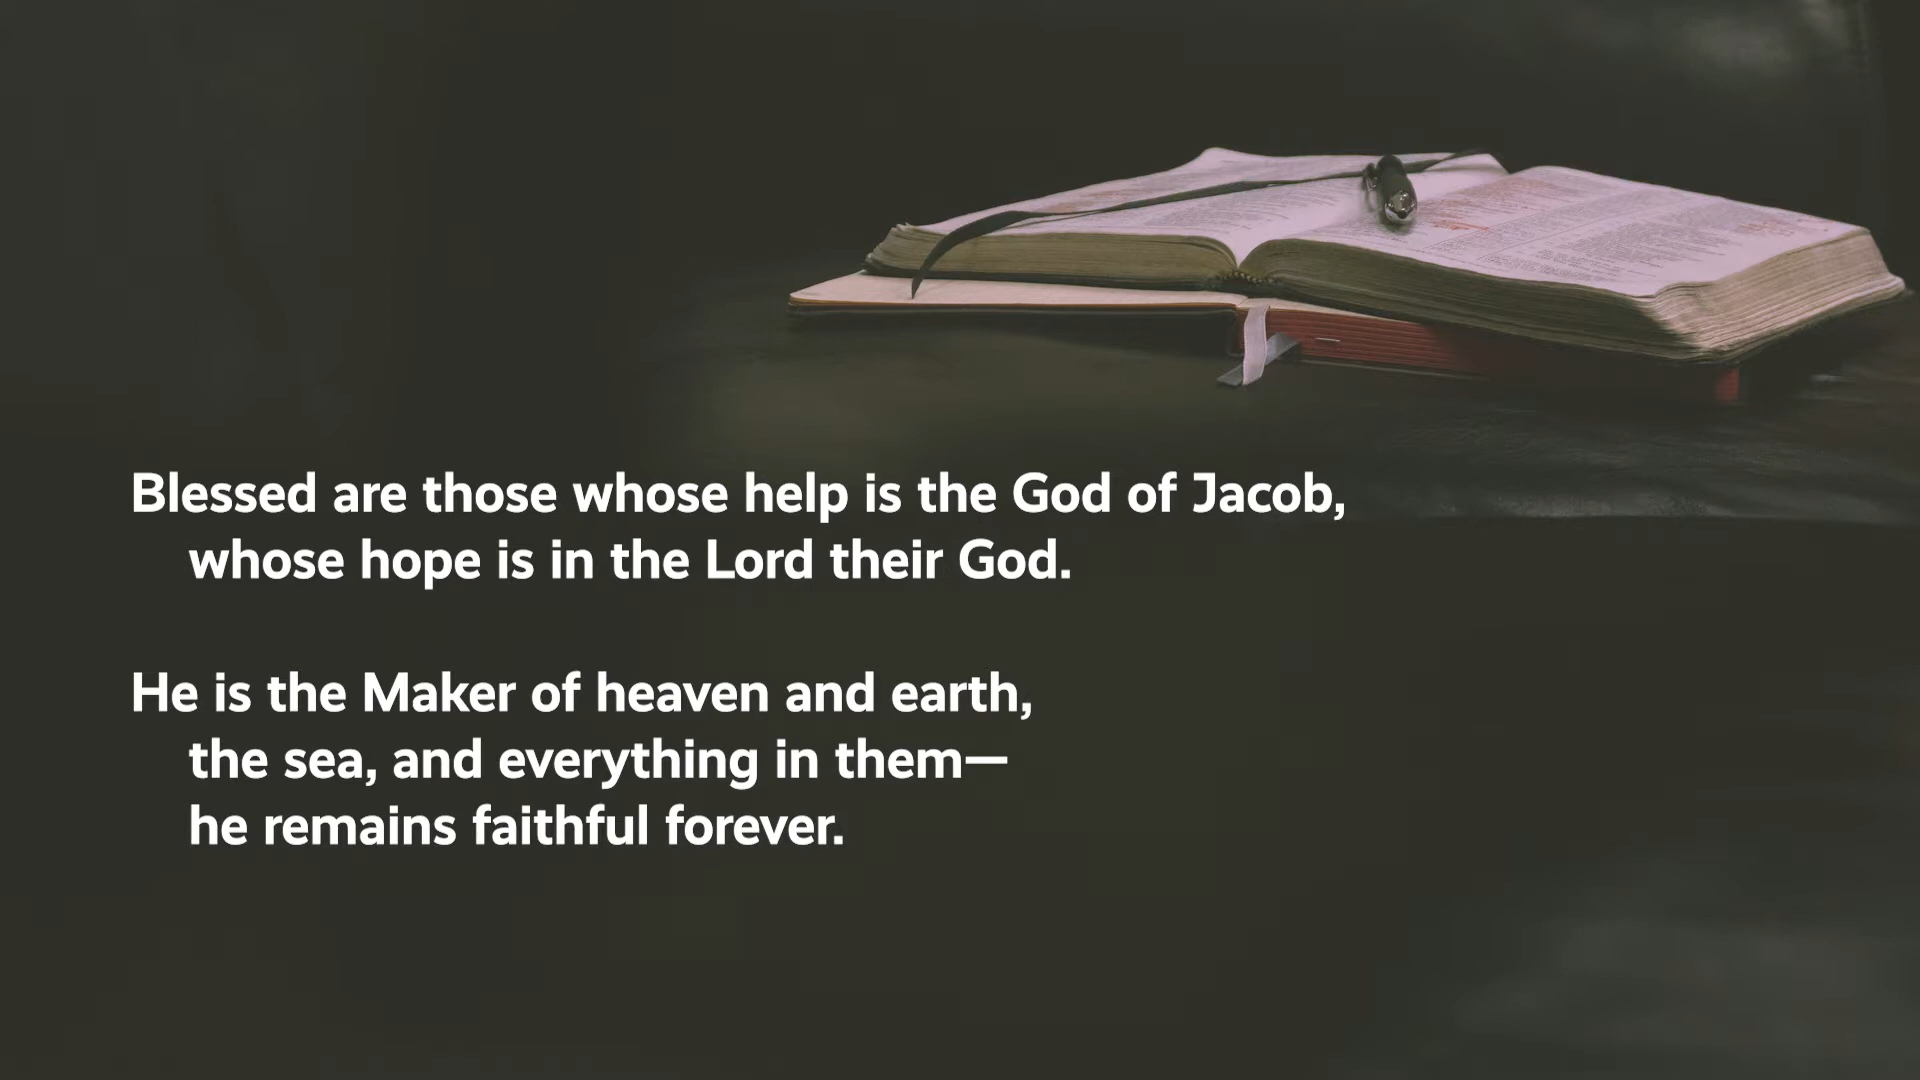 Blessed are those whose help is the God of Jacob,
whose hope is in the Lord their God.
He is the Maker of heaven and earth,
the sea, and everything in them—
he remains faithful forever.